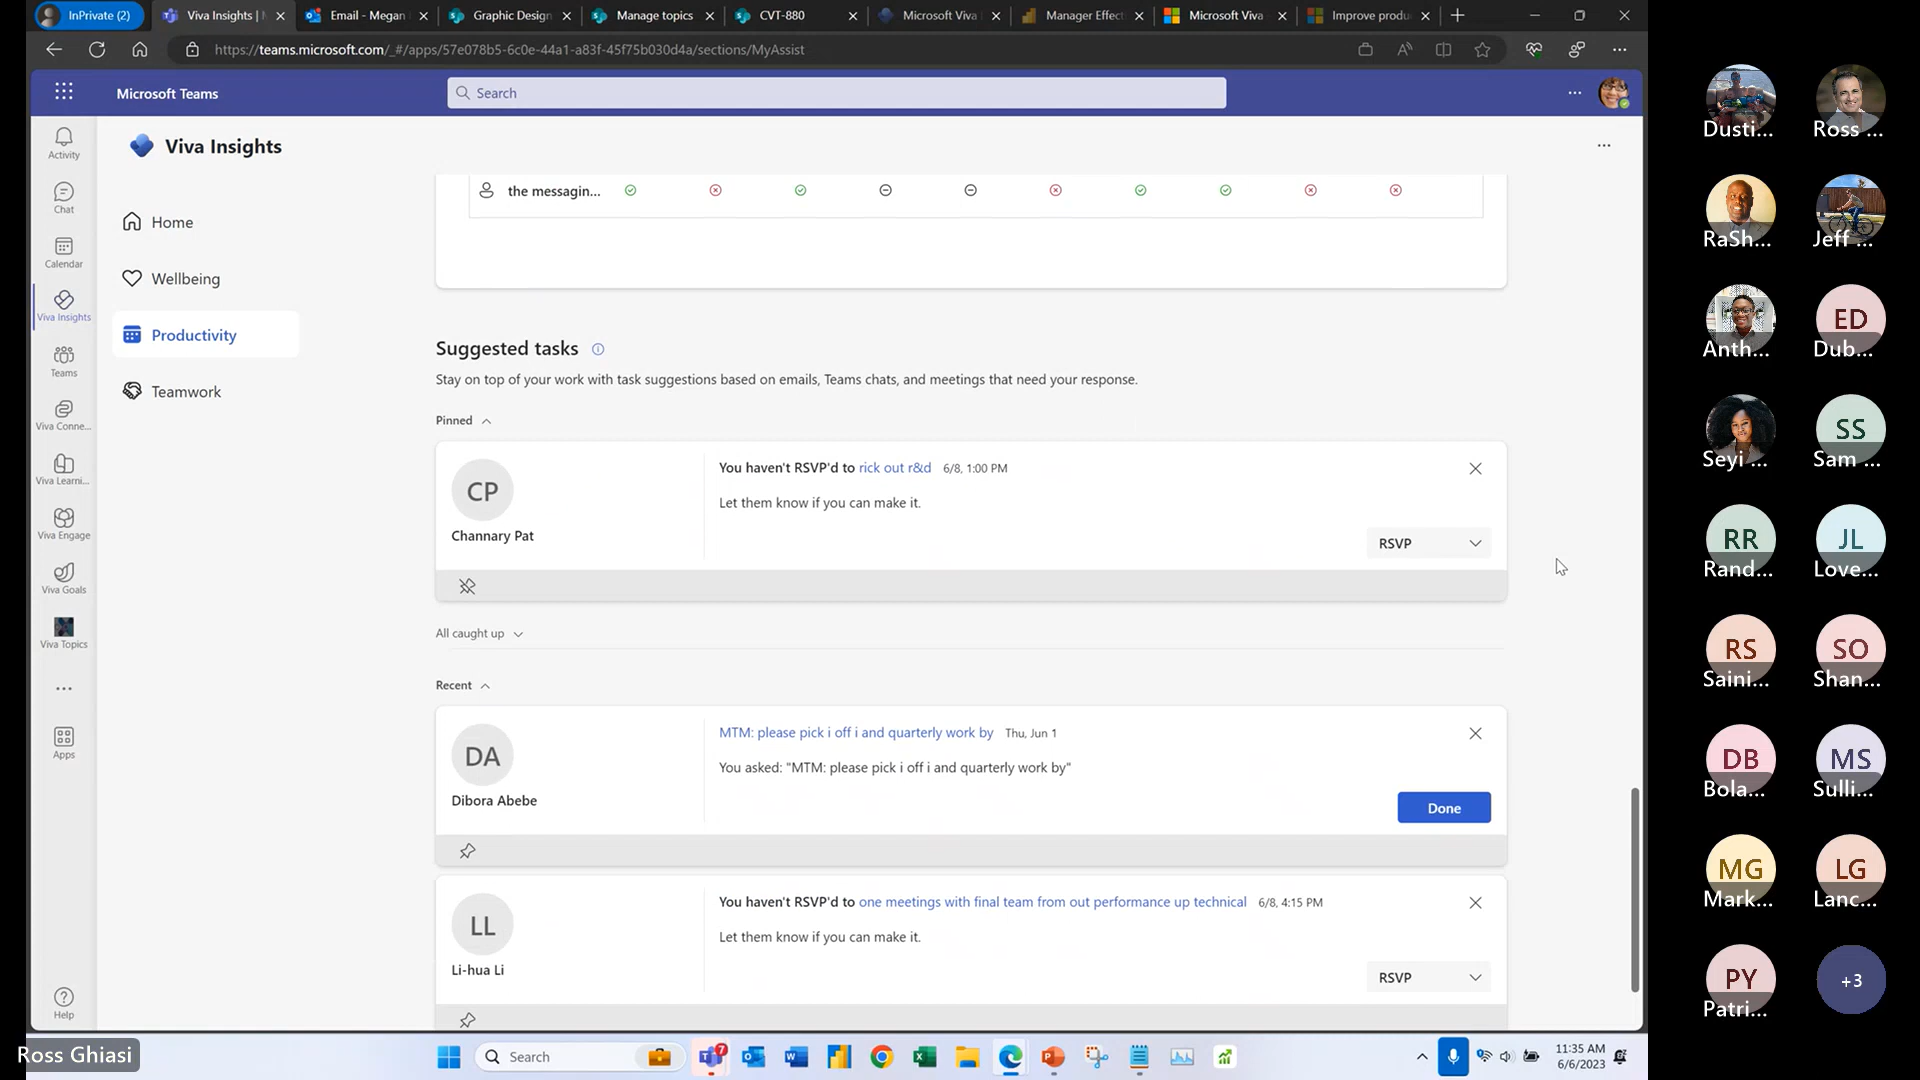 InPrivate (2)
Viva Insights |
Email - Megan
Graphic Design
Manage topics
CVT-880
Microsoft Viva
Manager Effect
Microsoft Viva
Improve produ
https://teams.microsoft.com/_#/apps/57e078b5-6c0e-44a1-a83f-45f75b030d4a/sections/MyAssist
Microsoft Teams
Search
Activity
Chat
Calendar
Viva Insights
Teams
Viva Conne...
Viva Learni...
Viva Engage
Viva Goals
Viva Topics
Apps
Help
Viva Insights
Home
Wellbeing
Productivity
Teamwork
the messagin...
Suggested tasks
Stay on top of your work with task suggestions based on emails, Teams chats, and meetings that need your response.
Pinned
CP
Channary Pat
You haven't RSVP'd to rick out r&d 6/8, 1:00 PM
Let them know if you can make it.
RSVP
All caught up
Recent
DA
Dibora Abebe
MTM: please pick i off i and quarterly work by Thu, Jun 1
You asked: "MTM: please pick i off i and quarterly work by"
Done
LL
Li-hua Li
You haven't RSVP'd to one meetings with final team from out performance up technical 6/8, 4:15 PM
Let them know if you can make it.
RSVP
Ross Ghiasi
Search
7
11:35 AM
6/6/2023
Dusti...
Ross ...
RaSh...
Jeff ...
Anth...
ED
Dub...
Seyi ...
SS
Sam ...
RR
Rand...
JL
Love...
RS
Saini...
SO
Shan...
DB
Bola...
MS
Sulli...
MG
Mark...
LG
Lanc...
PY
Patri...
+3